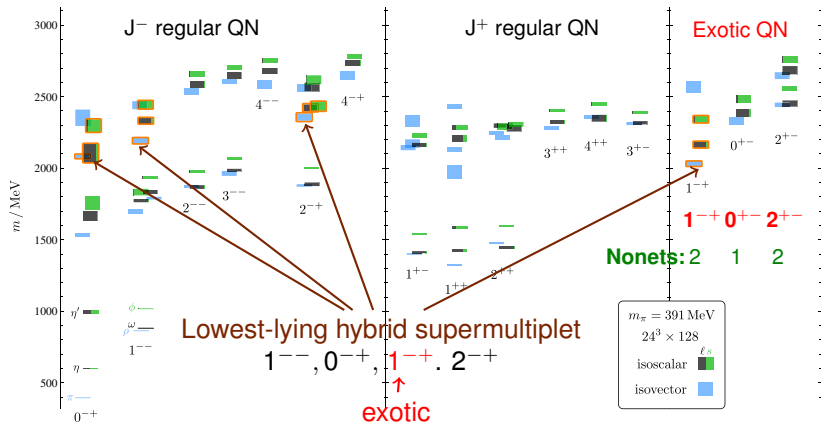 J⁻ regular QN
J⁺ regular QN
Exotic QN
3000
2500
2000
1500
1000
400
m / MeV
4⁻⁻
4⁻⁺
2⁻⁻
3⁻⁻
2⁻⁺
3⁺⁺
4⁺⁺
3⁺⁻
0⁺⁻
2⁺⁻
1⁻⁺
1⁺⁻
1⁺⁺
2⁺⁺
1⁻⁺ 0⁺⁻ 2⁺⁻
Nonets: 2 1 2
η′
ϕ
ω
ρ
1⁻⁻
η
π
0⁻⁺
Lowest-lying hybrid supermultiplet
1⁻⁻, 0⁻⁺, 1⁻⁺. 2⁻⁺
exotic
m_π = 391 MeV
24³ × 128
ℓ s
isoscalar
isovector